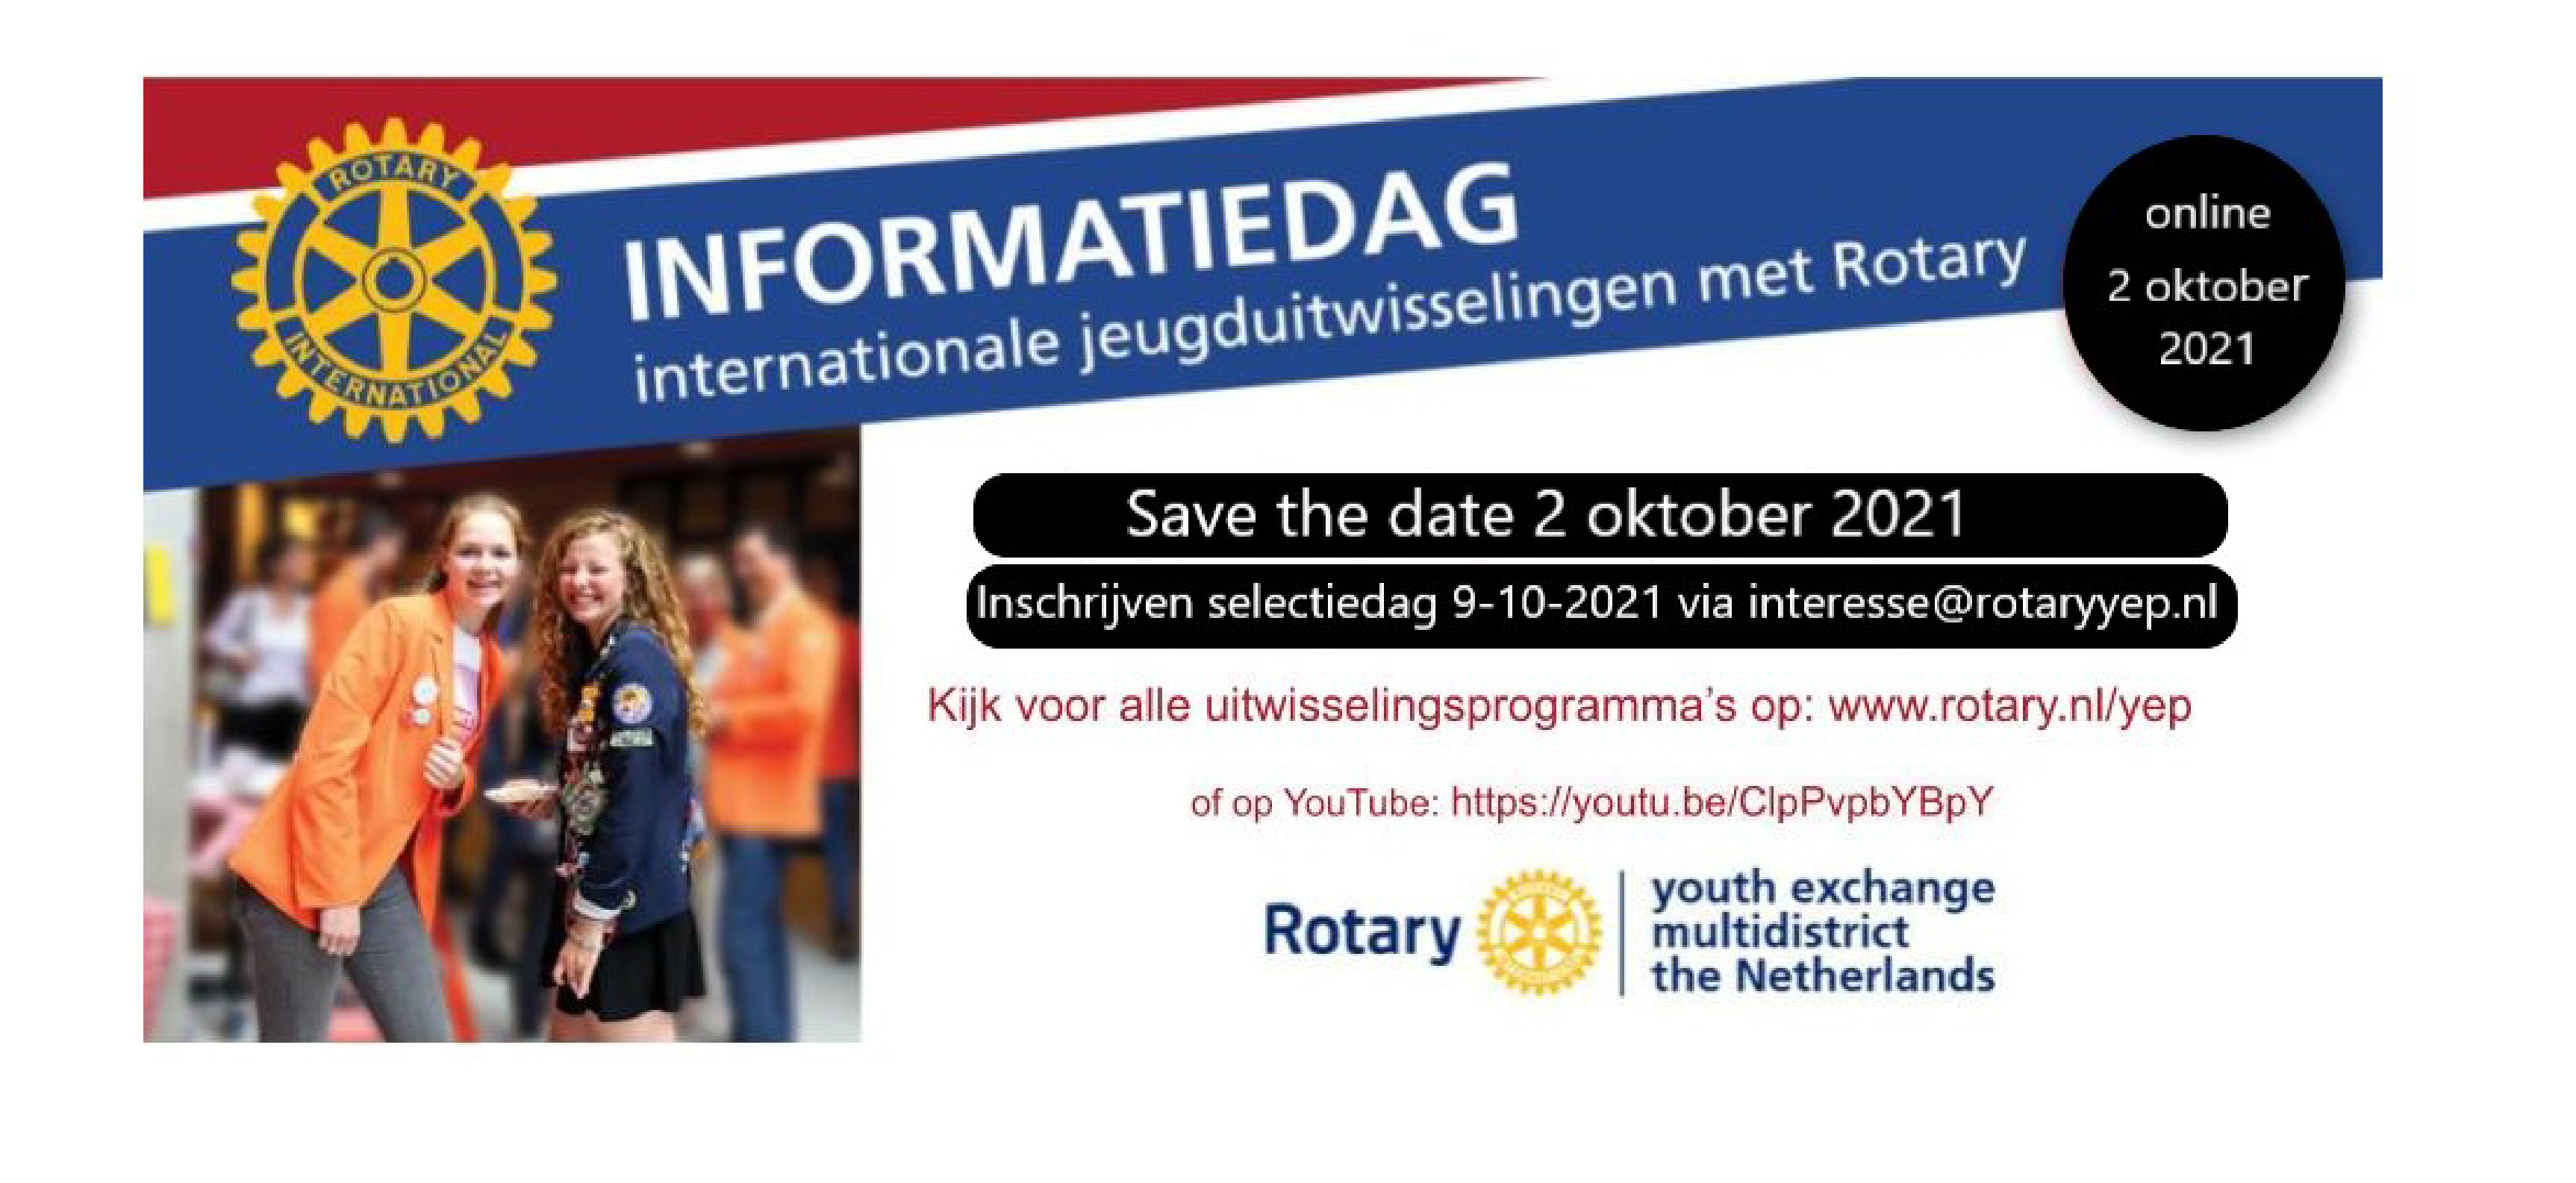 ROTARY
INTERNATIONAL
INFORMATIEDAG
internationale jeugduitwisselingen met Rotary
online
2 oktober
2021
Save the date 2 oktober 2021
Inschrijven selectiedag 9-10-2021 via interesse@rotaryyep.nl
Kijk voor alle uitwisselingsprogramma's op: www.rotary.nl/yep
of op YouTube: https://youtu.be/ClpPvpbYBpY
Rotary
youth exchange
multidistrict
the Netherlands